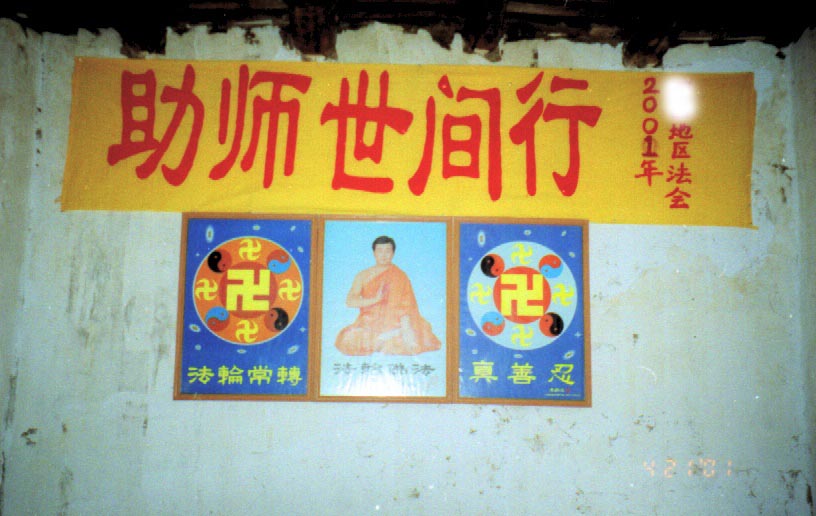 助师世间行
地区法会
2001年
法輪常轉
法輪佛法
真善忍
4 21'01